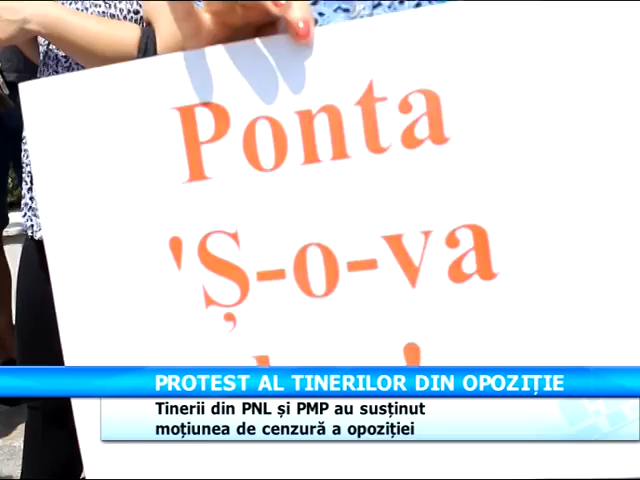 Ponta
'Ș-o-va
PROTEST AL TINERILOR DIN OPOZIȚIE
Tinerii din PNL și PMP au susținut
moțiunea de cenzură a opoziției